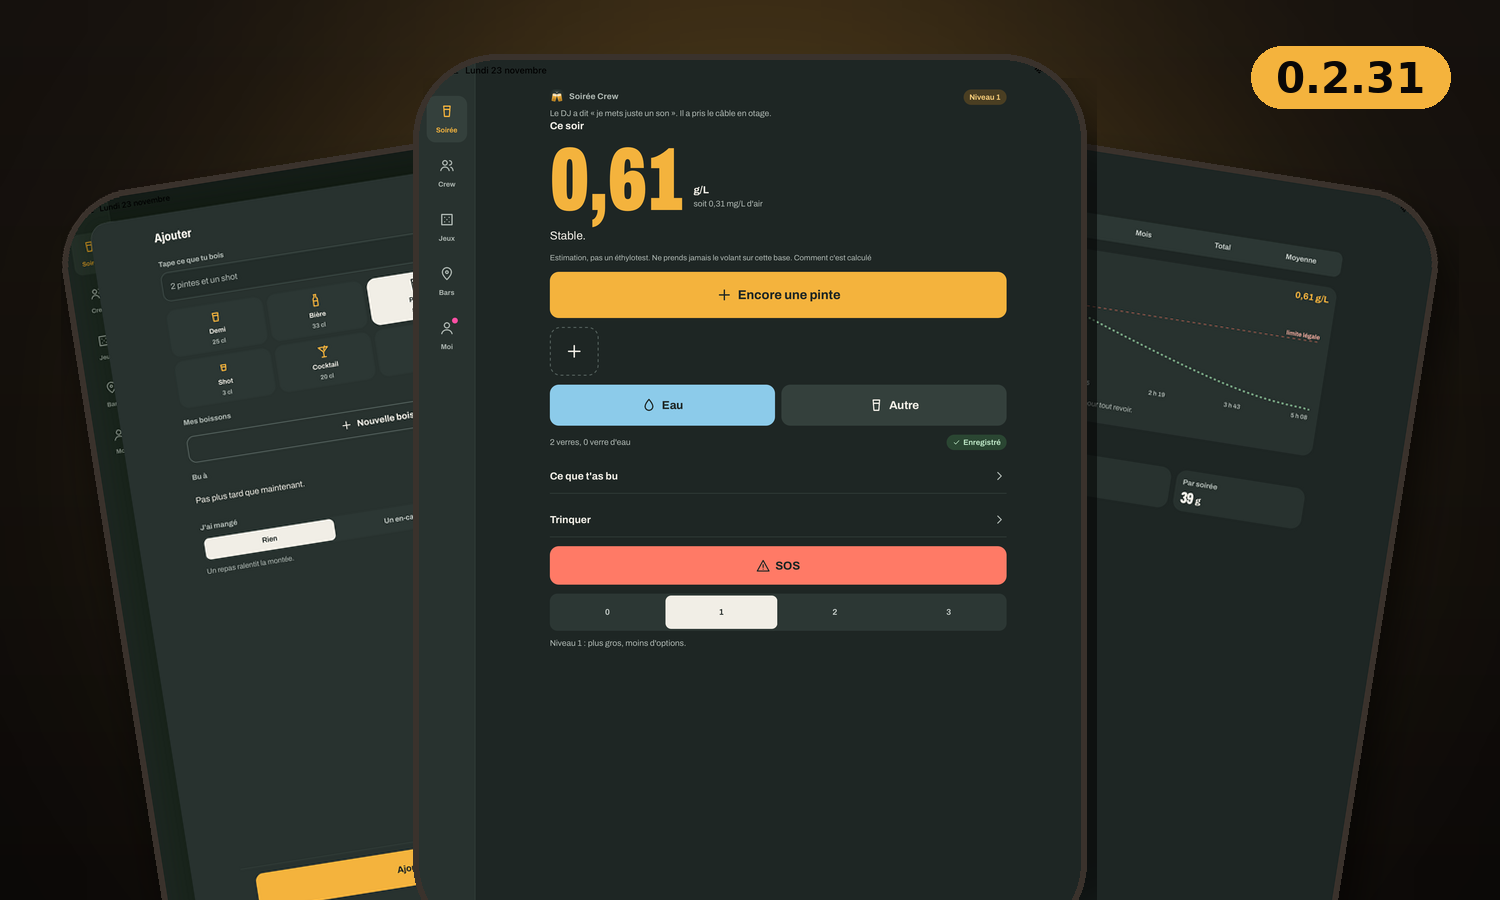 0.2.31
Lundi 23 novembre
Soirée
Crew
Jeux
Bars
Moi
Soirée Crew
Niveau 1
Le DJ a dit « je mets juste un son ». Il a pris le câble en otage.
Ce soir
0,61
g/L
soit 0,31 mg/L d'air
Stable.
Estimation, pas un éthylotest. Ne prends jamais le volant sur cette base. Comment c'est calculé
Encore une pinte
Eau
Autre
2 verres, 0 verre d'eau
Enregistré
Ce que t'as bu
Trinquer
SOS
0
1
2
3
Niveau 1 : plus gros, moins d'options.
Lundi 23 novembre
Ajouter
Tape ce que tu bois
2 pintes et un shot
Demi
25 cl
Bière
33 cl
Shot
3 cl
Cocktail
20 cl
Mes boissons
Nouvelle bois
Bu à
Pas plus tard que maintenant.
J'ai mangé
Rien
Un en-ca
Un repas ralentit la montée.
Ajou
Mois
Total
Moyenne
0,61 g/L
limite légale
2 h 19
3 h 43
5 h 08
our tout revoir.
Par soirée
39 g